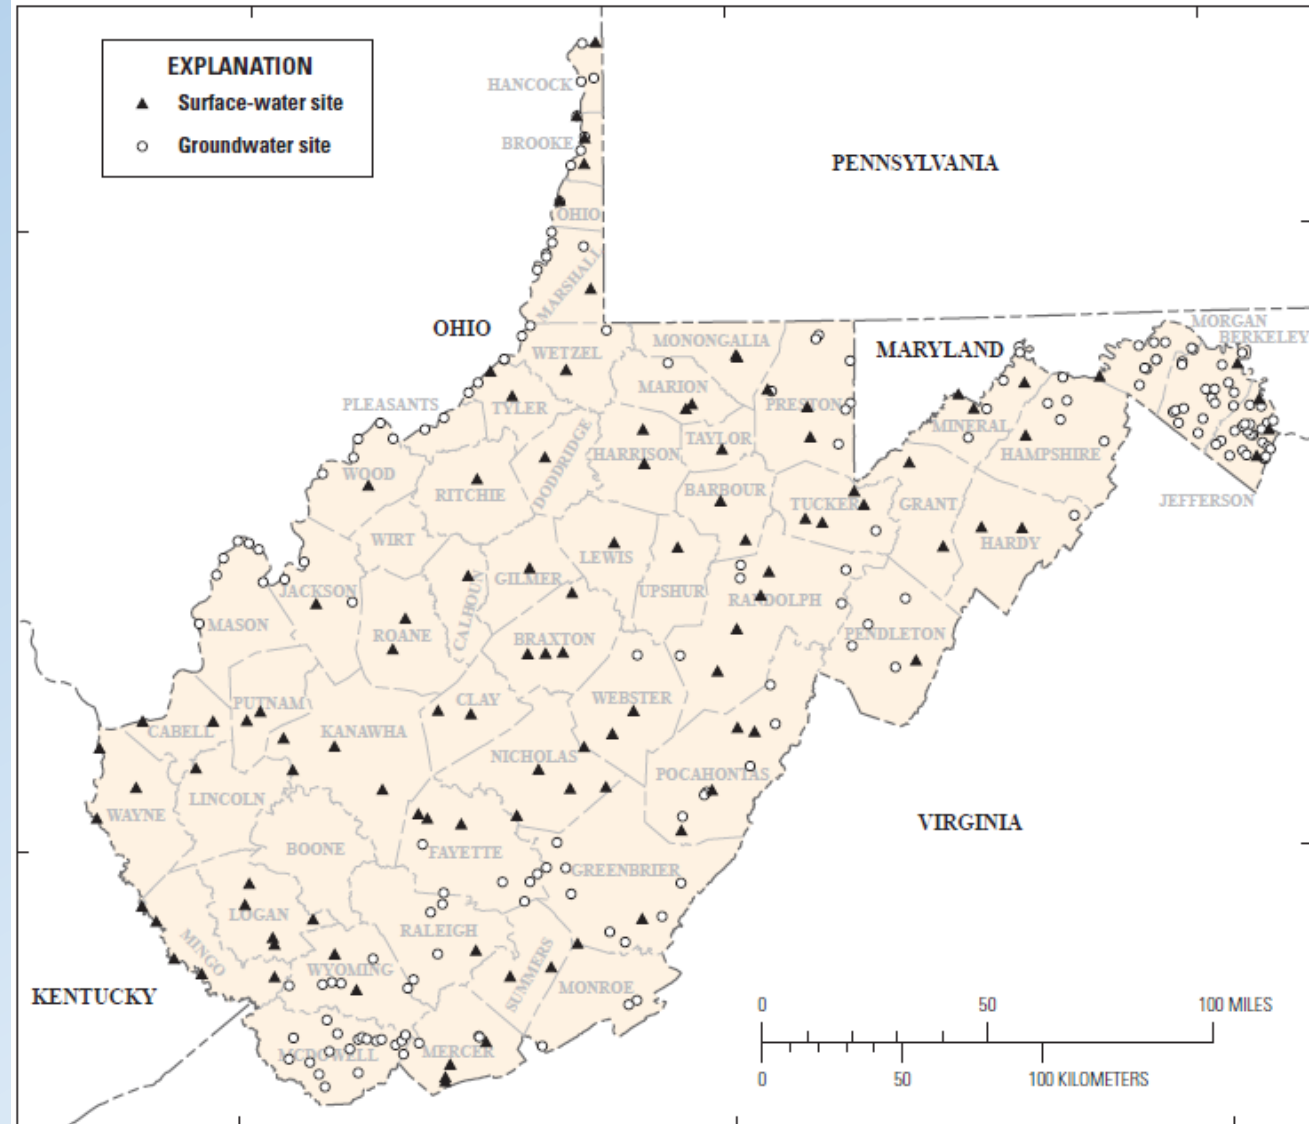 EXPLANATION
Surface-water site
Groundwater site
HANCOCK
BROOKE
PENNSYLVANIA
OHIO
MARSHALL
OHIO
MORGAN
BERKELEY
MONONGALIA
MARYLAND
WETZEL
MARION
PLEASANTS
TYLER
PRESTON
MINERAL
TAYLOR
HARRISON
HAMPSHIRE
DODDRIDGE
WOOD
RITCHIE
BARBOUR
TUCKER
GRANT
JEFFERSON
WIRT
HARDY
LEWIS
GILMER
CALHOUN
UPSHUR
JACKSON
RANDOLPH
MASON
ROANE
BRAXTON
PENDLETON
PUTNAM
CLAY
WEBSTER
CABELL
KANAWHA
NICHOLAS
POCAHONTAS
LINCOLN
WAYNE
VIRGINIA
BOONE
FAYETTE
GREENBRIER
LOGAN
RALEIGH
MINGO
WYOMING
SUMMERS
MONROE
KENTUCKY
MCDOWELL
MERCER
0 50 100 MILES
0 50 100 KILOMETERS